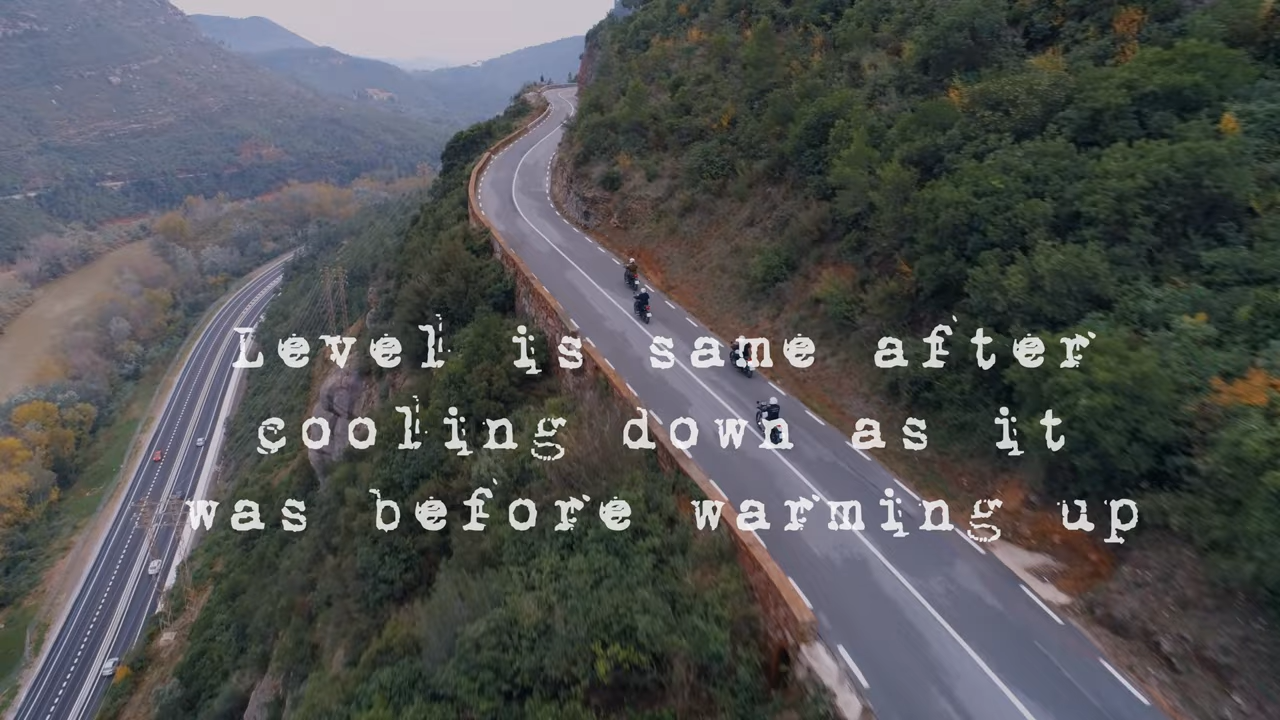 Level is same after
cooling down as it
was before warming up